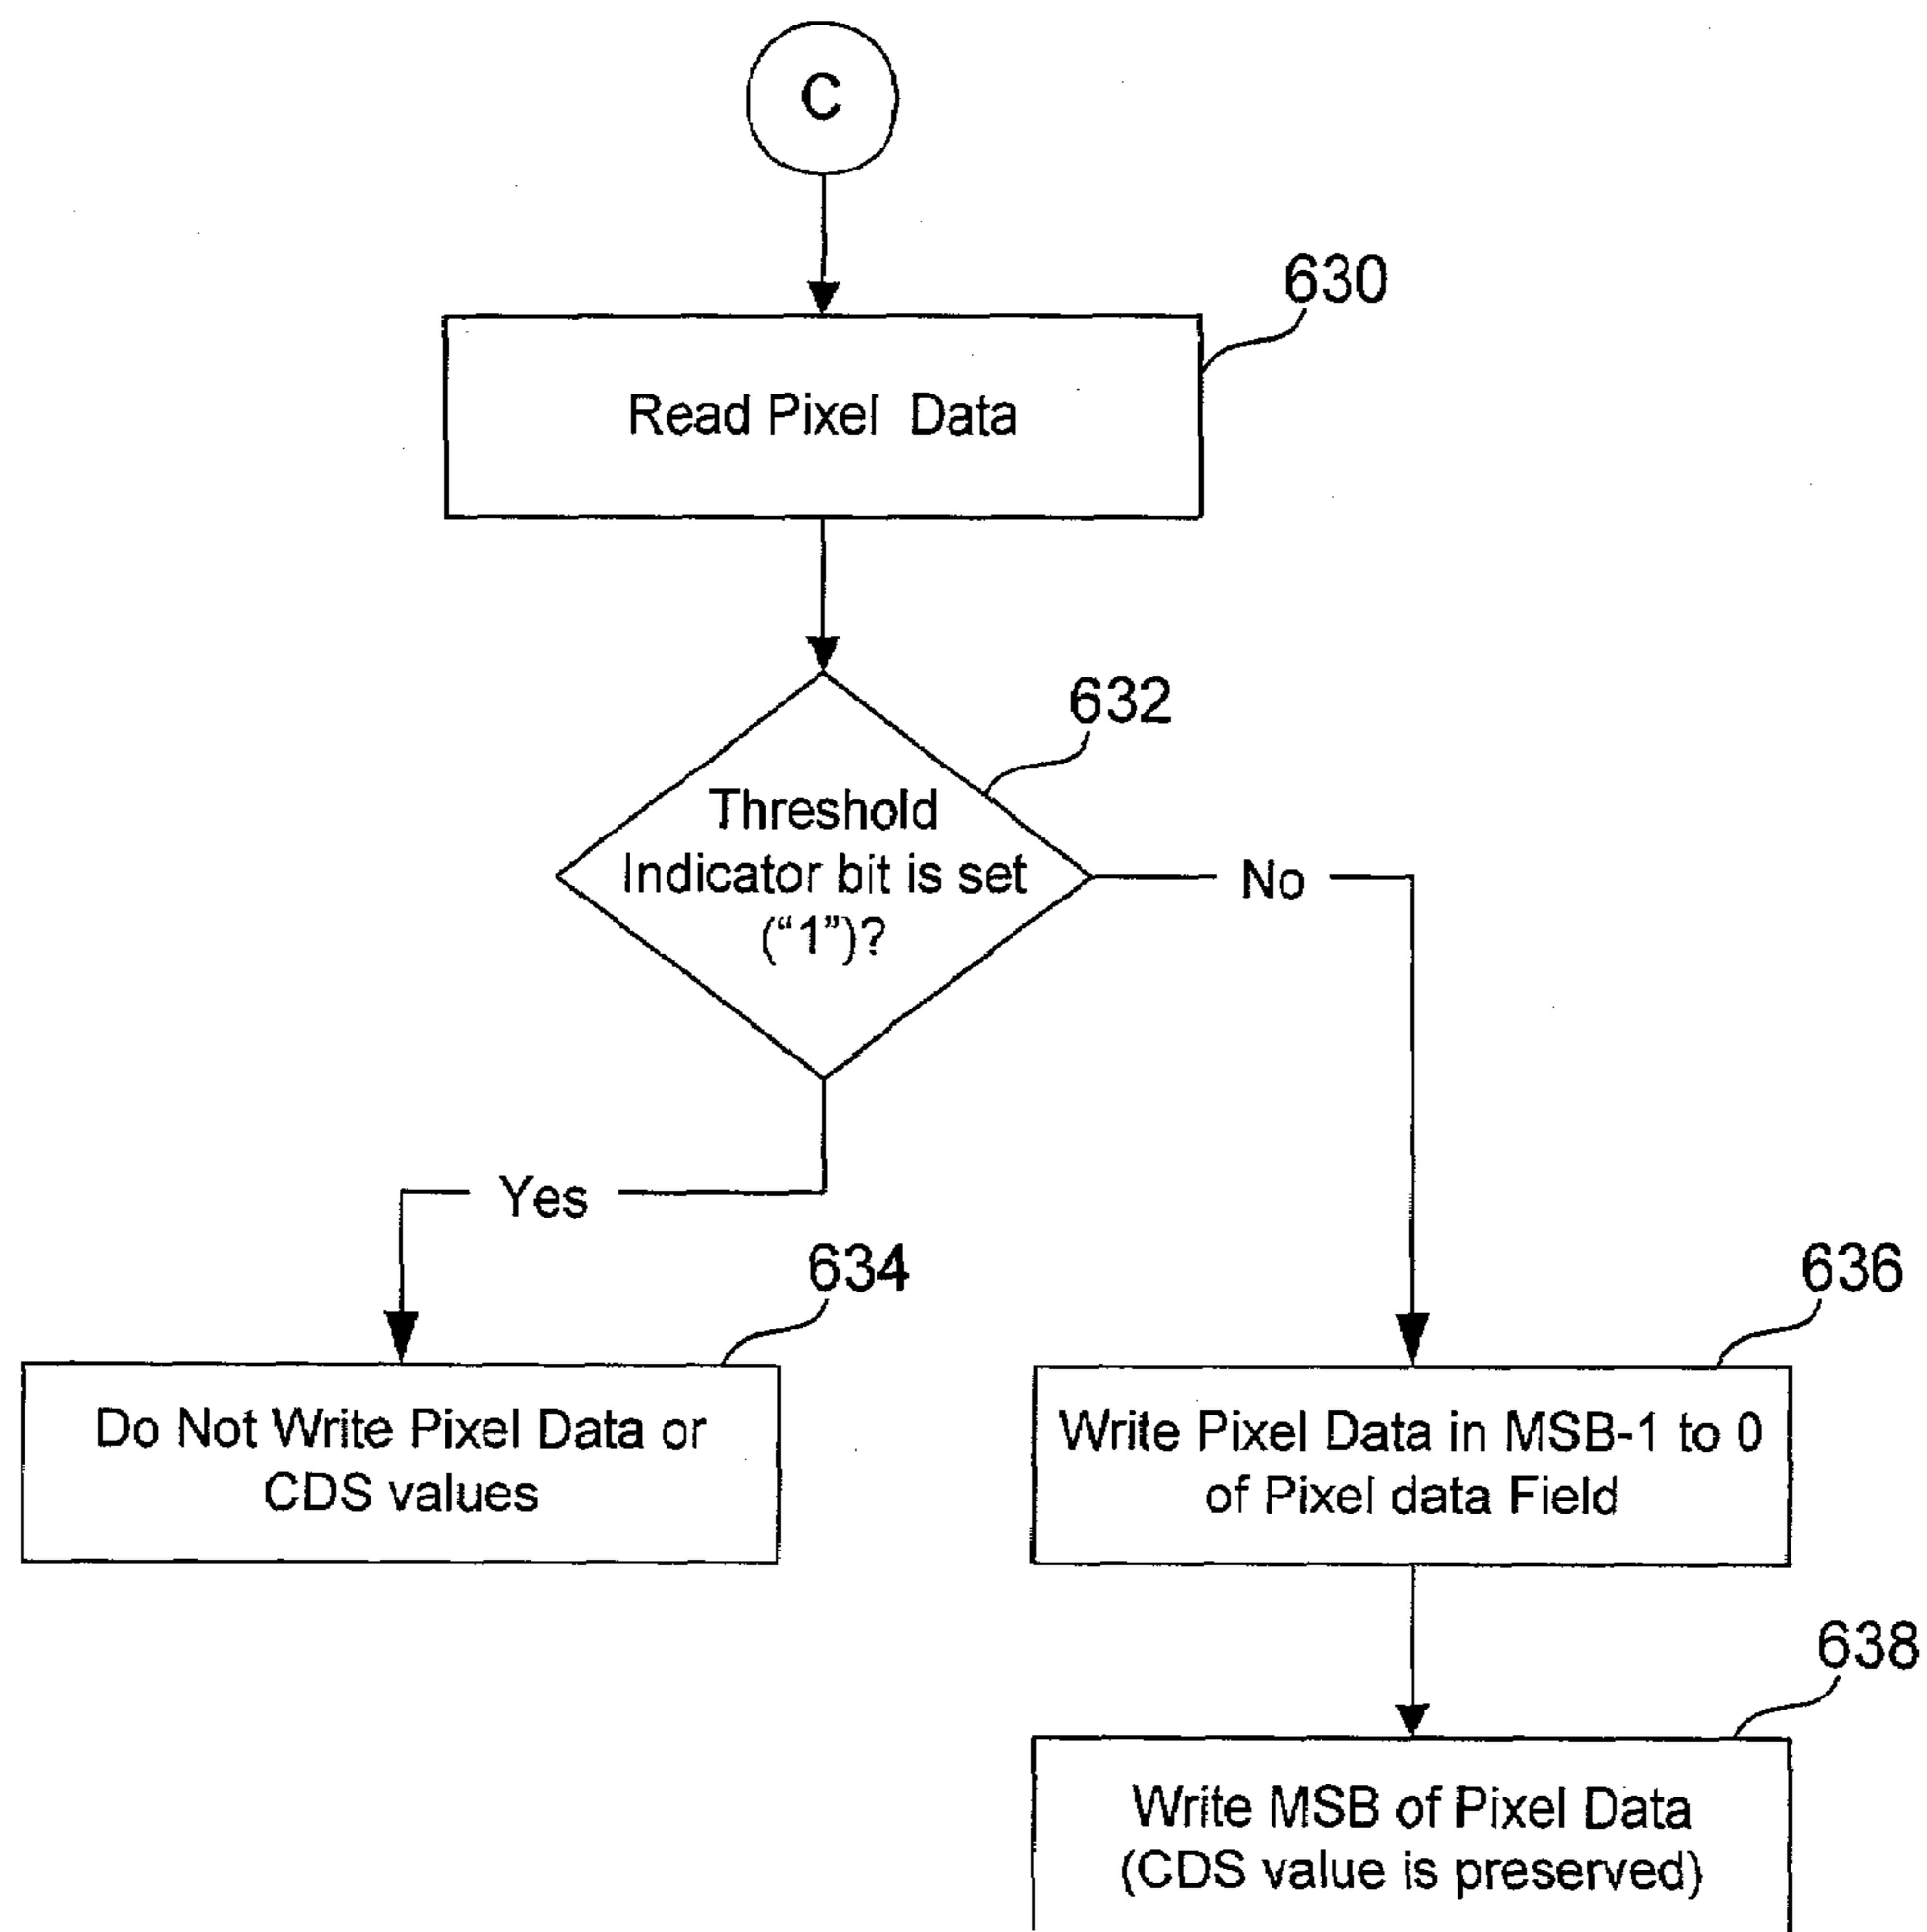 C
630
Read Pixel Data
632
Threshold
Indicator bit is set
(“1”)?
No
Yes
634
Do Not Write Pixel Data or
CDS values
636
Write Pixel Data in MSB-1 to 0
of Pixel data Field
638
Write MSB of Pixel Data
(CDS value is preserved)